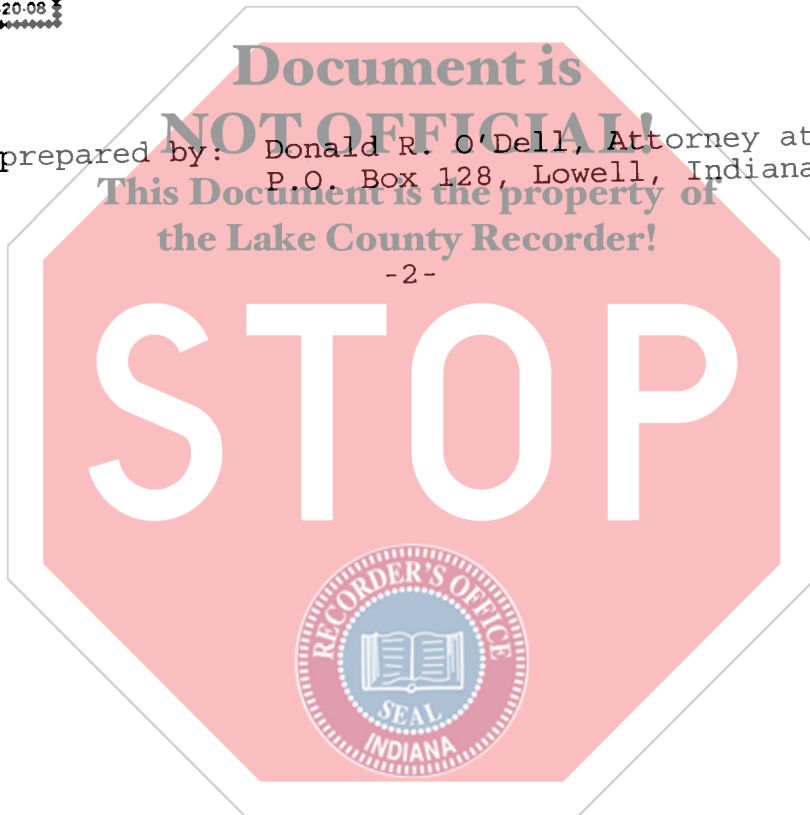 20-08
Document is
NOT OFFICIAL!
prepared by: Donald R. O'Dell, Attorney at
P.O. Box 128, Lowell, Indiana
This Document is the property of
the Lake County Recorder!
-2-
STOP
RECORDER'S OFFICE
SEAL
INDIANA